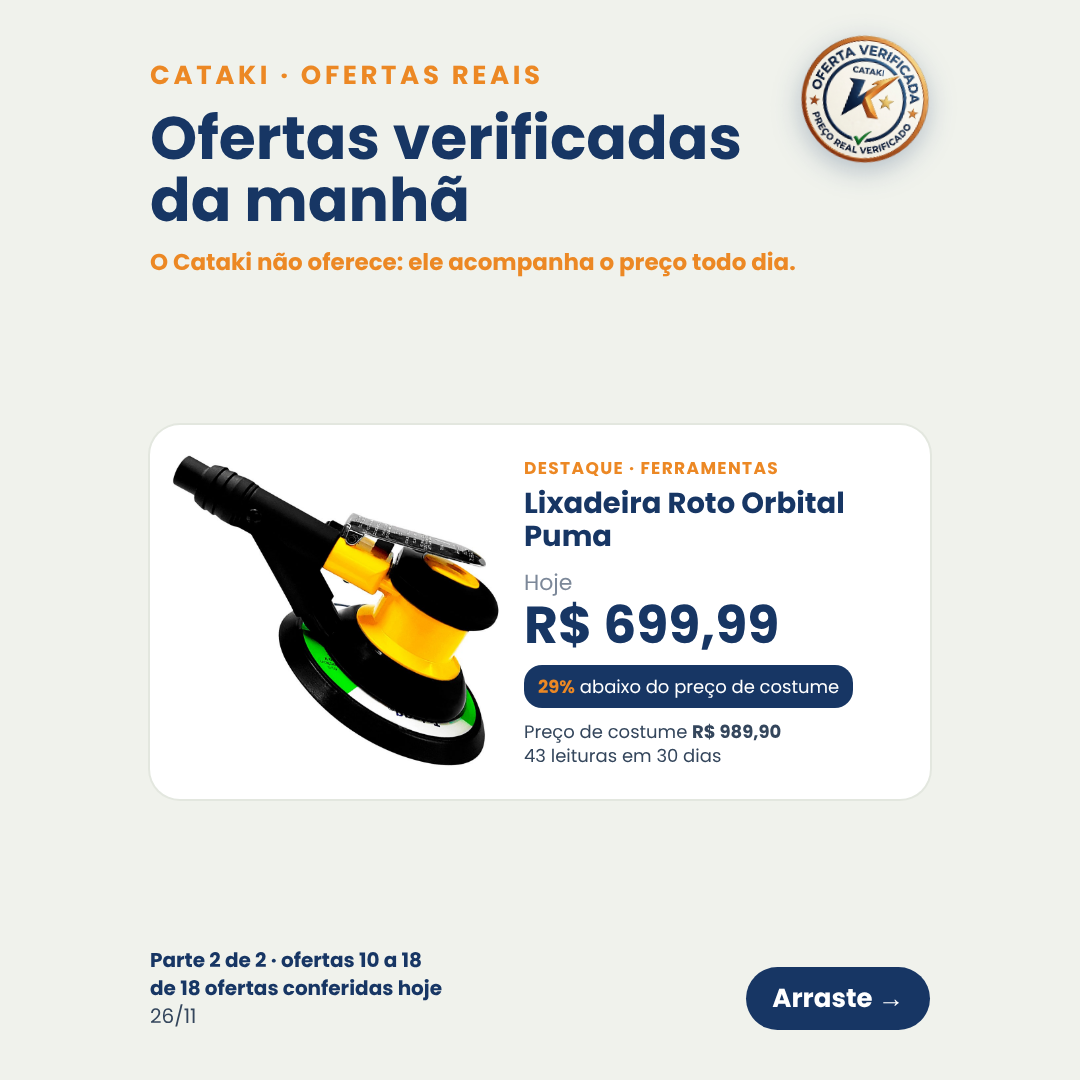 CATAKI · OFERTAS REAIS
Ofertas verificadas
da manhã
O Cataki não oferece: ele acompanha o preço todo dia.
OFERTA VERIFICADA
CATAKI
PREÇO REAL VERIFICADO
DESTAQUE · FERRAMENTAS
Lixadeira Roto Orbital
Puma
Hoje
R$ 699,99
29% abaixo do preço de costume
Preço de costume R$ 989,90
43 leituras em 30 dias
Parte 2 de 2 · ofertas 10 a 18
de 18 ofertas conferidas hoje
26/11
Arraste →